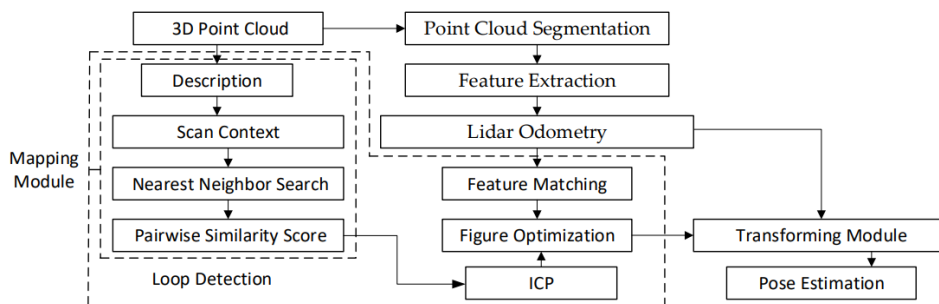 3D Point Cloud
Point Cloud Segmentation
Description
Feature Extraction
Scan Context
Lidar Odometry
Mapping
Module
Nearest Neighbor Search
Feature Matching
Pairwise Similarity Score
Figure Optimization
Transforming Module
Loop Detection
ICP
Pose Estimation